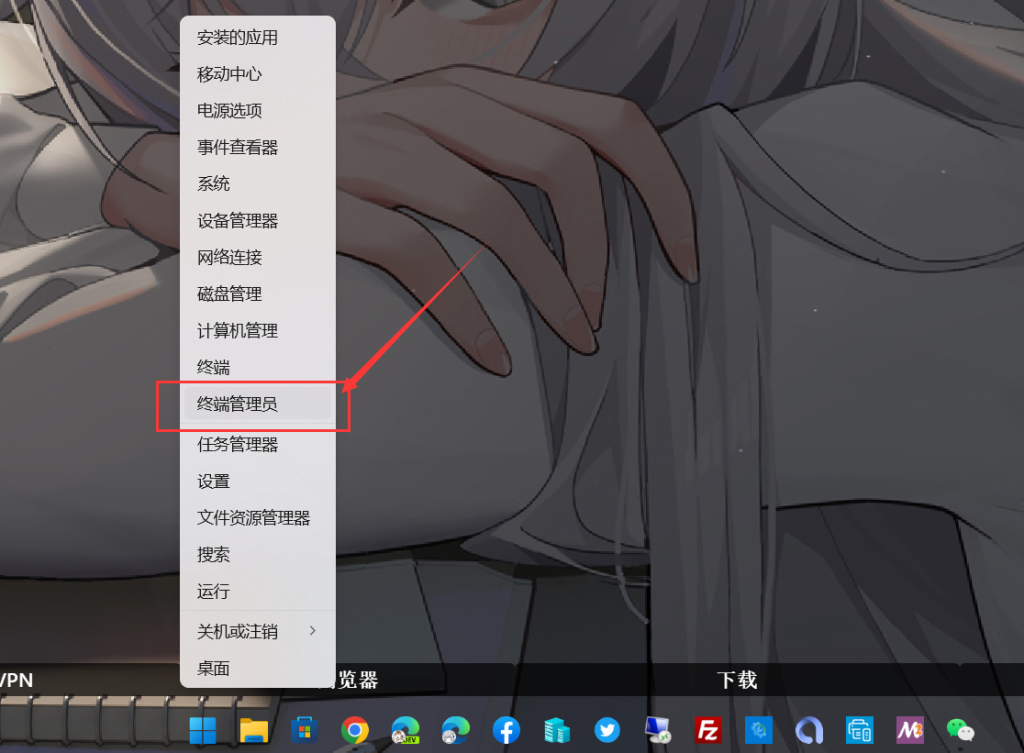 安装的应用
移动中心
电源选项
事件查看器
系统
设备管理器
网络连接
磁盘管理
计算机管理
终端
终端管理员
任务管理器
设置
文件资源管理器
搜索
运行
关机或注销
桌面
VPN
览器
下载
DEV